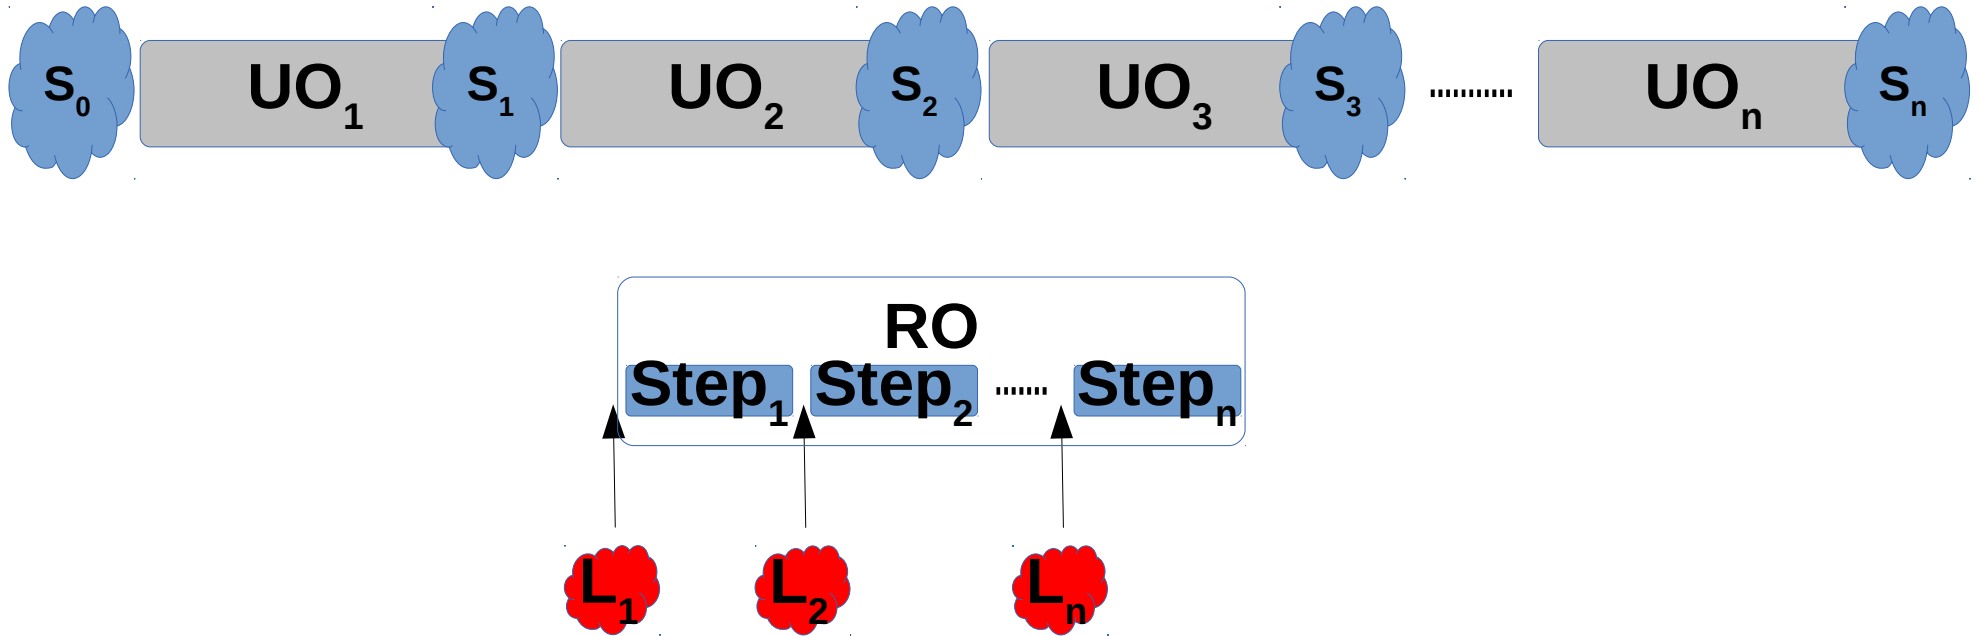 S0 UO1 S1 UO2 S2 UO3 S3 ........... UOn Sn
RO
Step1 Step2 ....... Stepn
L1 L2 Ln